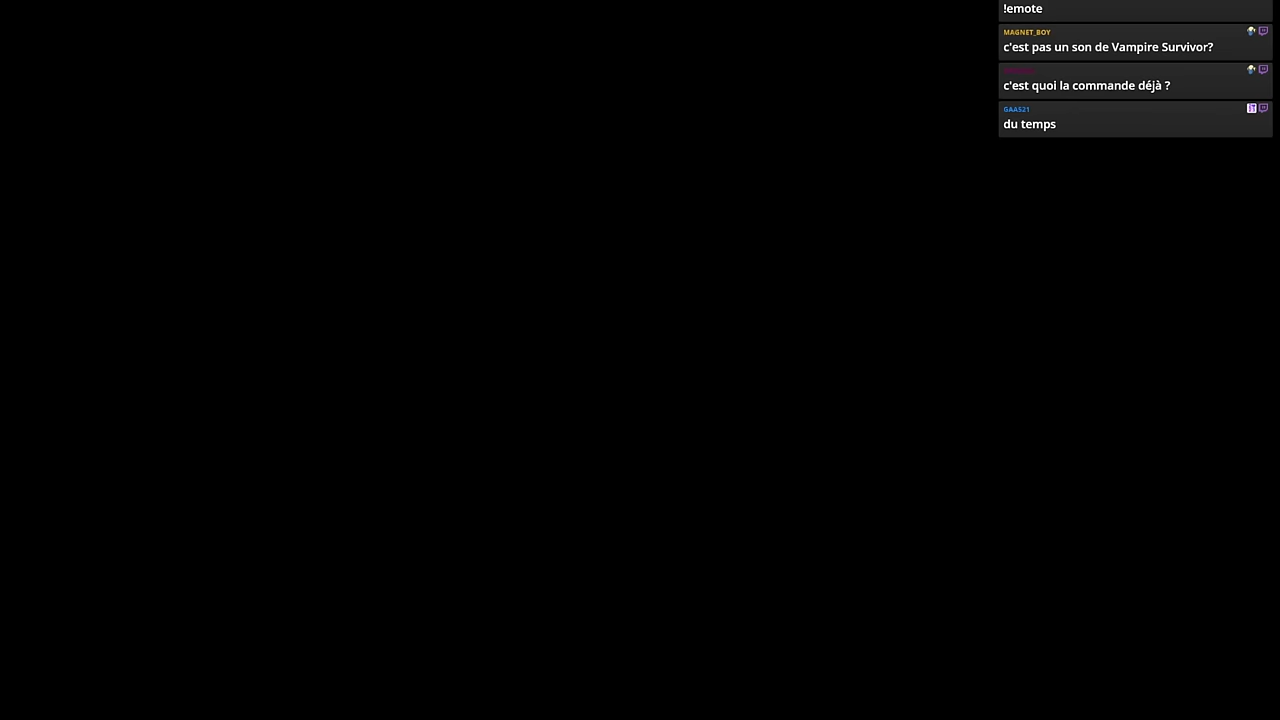 !emote
MAGNET_BOY
c'est pas un son de Vampire Survivor?
c'est quoi la commande déjà ?
GAAS21
du temps